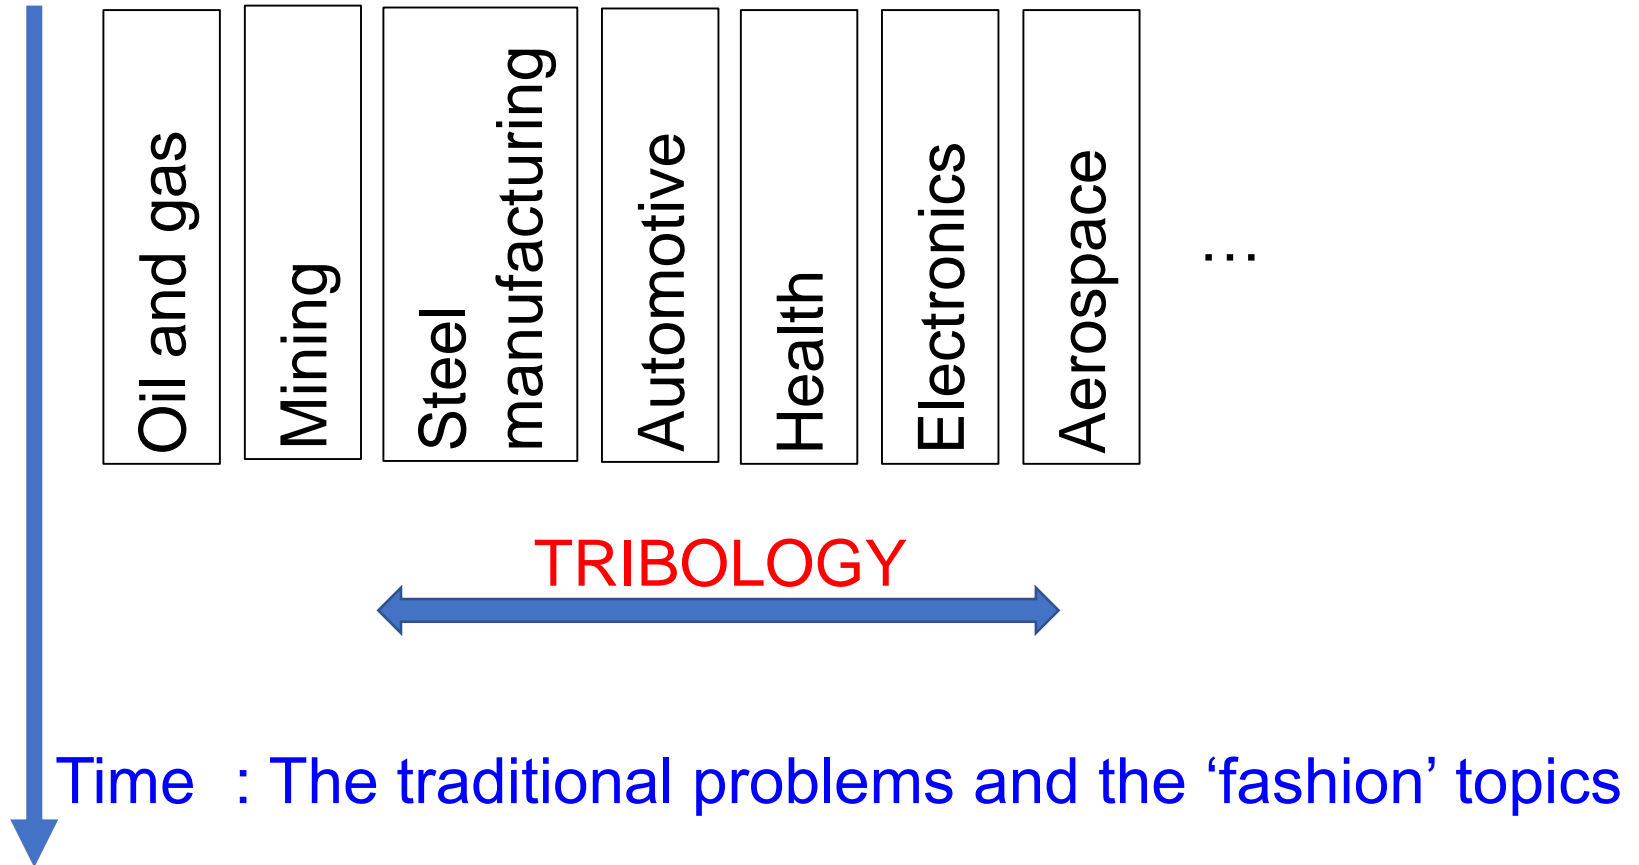 Oil and gas
Mining
Steel
manufacturing
Automotive
Health
Electronics
Aerospace
...
TRIBOLOGY
Time : The traditional problems and the ‘fashion’ topics